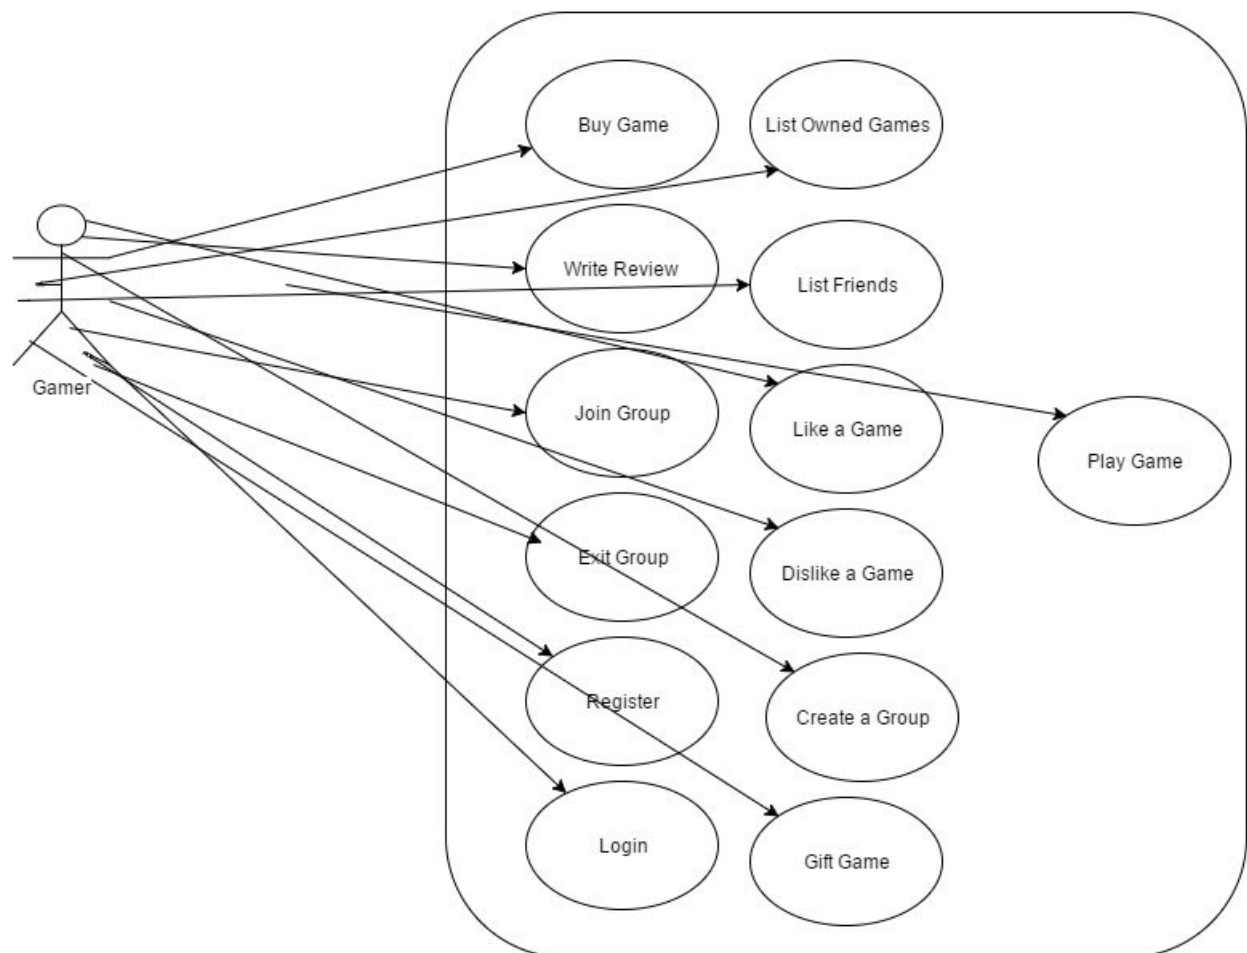 Buy Game
List Owned Games
Write Review
List Friends
Gamer
Join Group
Like a Game
Play Game
Exit Group
Dislike a Game
Register
Create a Group
Login
Gift Game